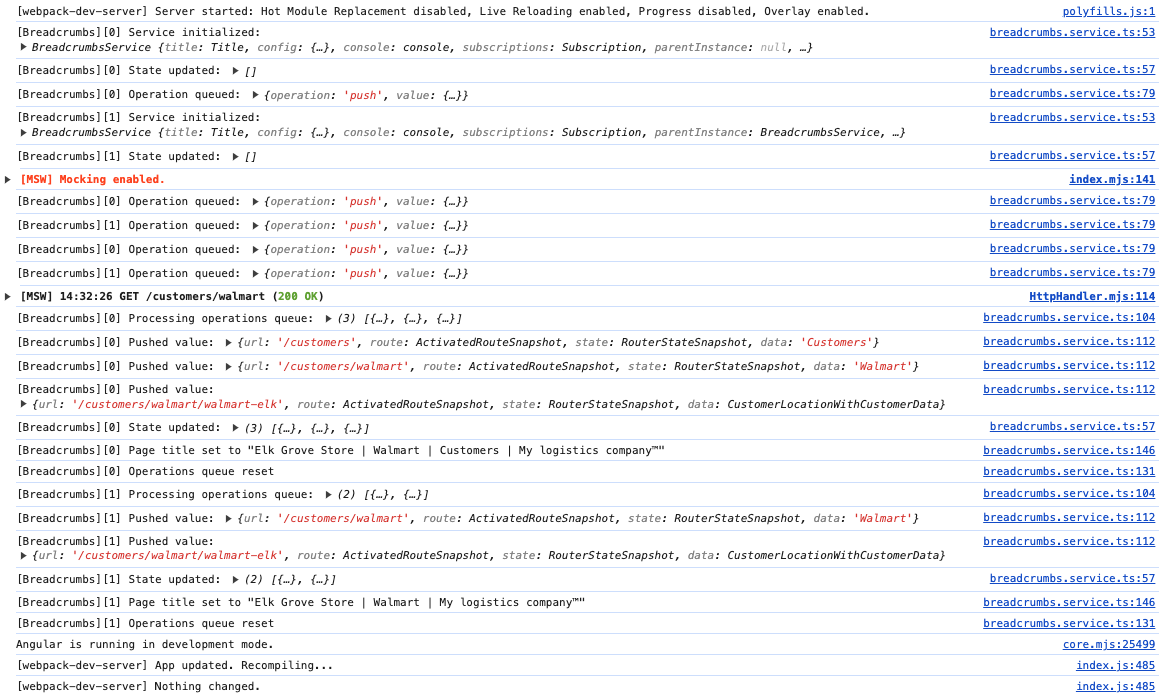 [webpack-dev-server] Server started: Hot Module Replacement disabled, Live Reloading enabled, Progress disabled, Overlay enabled. polyfills.js:1
[Breadcrumbs][0] Service initialized: breadcrumbs.service.ts:53
▶ BreadcrumbsService {title: Title, config: {…}, console: console, subscriptions: Subscription, parentInstance: null, …}
[Breadcrumbs][0] State updated: ▶ [] breadcrumbs.service.ts:57
[Breadcrumbs][0] Operation queued: ▶ {operation: 'push', value: {…}} breadcrumbs.service.ts:79
[Breadcrumbs][1] Service initialized: breadcrumbs.service.ts:53
▶ BreadcrumbsService {title: Title, config: {…}, console: console, subscriptions: Subscription, parentInstance: BreadcrumbsService, …}
[Breadcrumbs][1] State updated: ▶ [] breadcrumbs.service.ts:57
▶ [MSW] Mocking enabled. index.mjs:141
[Breadcrumbs][0] Operation queued: ▶ {operation: 'push', value: {…}} breadcrumbs.service.ts:79
[Breadcrumbs][1] Operation queued: ▶ {operation: 'push', value: {…}} breadcrumbs.service.ts:79
[Breadcrumbs][0] Operation queued: ▶ {operation: 'push', value: {…}} breadcrumbs.service.ts:79
[Breadcrumbs][1] Operation queued: ▶ {operation: 'push', value: {…}} breadcrumbs.service.ts:79
▶ [MSW] 14:32:26 GET /customers/walmart (200 OK) HttpHandler.mjs:114
[Breadcrumbs][0] Processing operations queue: ▶ (3) [{…}, {…}, {…}] breadcrumbs.service.ts:104
[Breadcrumbs][0] Pushed value: ▶ {url: '/customers', route: ActivatedRouteSnapshot, state: RouterStateSnapshot, data: 'Customers'} breadcrumbs.service.ts:112
[Breadcrumbs][0] Pushed value: ▶ {url: '/customers/walmart', route: ActivatedRouteSnapshot, state: RouterStateSnapshot, data: 'Walmart'} breadcrumbs.service.ts:112
[Breadcrumbs][0] Pushed value: breadcrumbs.service.ts:112
▶ {url: '/customers/walmart/walmart-elk', route: ActivatedRouteSnapshot, state: RouterStateSnapshot, data: CustomerLocationWithCustomerData}
[Breadcrumbs][0] State updated: ▶ (3) [{…}, {…}, {…}] breadcrumbs.service.ts:57
[Breadcrumbs][0] Page title set to "Elk Grove Store | Walmart | Customers | My logistics company™" breadcrumbs.service.ts:146
[Breadcrumbs][0] Operations queue reset breadcrumbs.service.ts:131
[Breadcrumbs][1] Processing operations queue: ▶ (2) [{…}, {…}] breadcrumbs.service.ts:104
[Breadcrumbs][1] Pushed value: ▶ {url: '/customers/walmart', route: ActivatedRouteSnapshot, state: RouterStateSnapshot, data: 'Walmart'} breadcrumbs.service.ts:112
[Breadcrumbs][1] Pushed value: breadcrumbs.service.ts:112
▶ {url: '/customers/walmart/walmart-elk', route: ActivatedRouteSnapshot, state: RouterStateSnapshot, data: CustomerLocationWithCustomerData}
[Breadcrumbs][1] State updated: ▶ (2) [{…}, {…}] breadcrumbs.service.ts:57
[Breadcrumbs][1] Page title set to "Elk Grove Store | Walmart | My logistics company™" breadcrumbs.service.ts:146
[Breadcrumbs][1] Operations queue reset breadcrumbs.service.ts:131
Angular is running in development mode. core.mjs:25499
[webpack-dev-server] App updated. Recompiling... index.js:485
[webpack-dev-server] Nothing changed. index.js:485